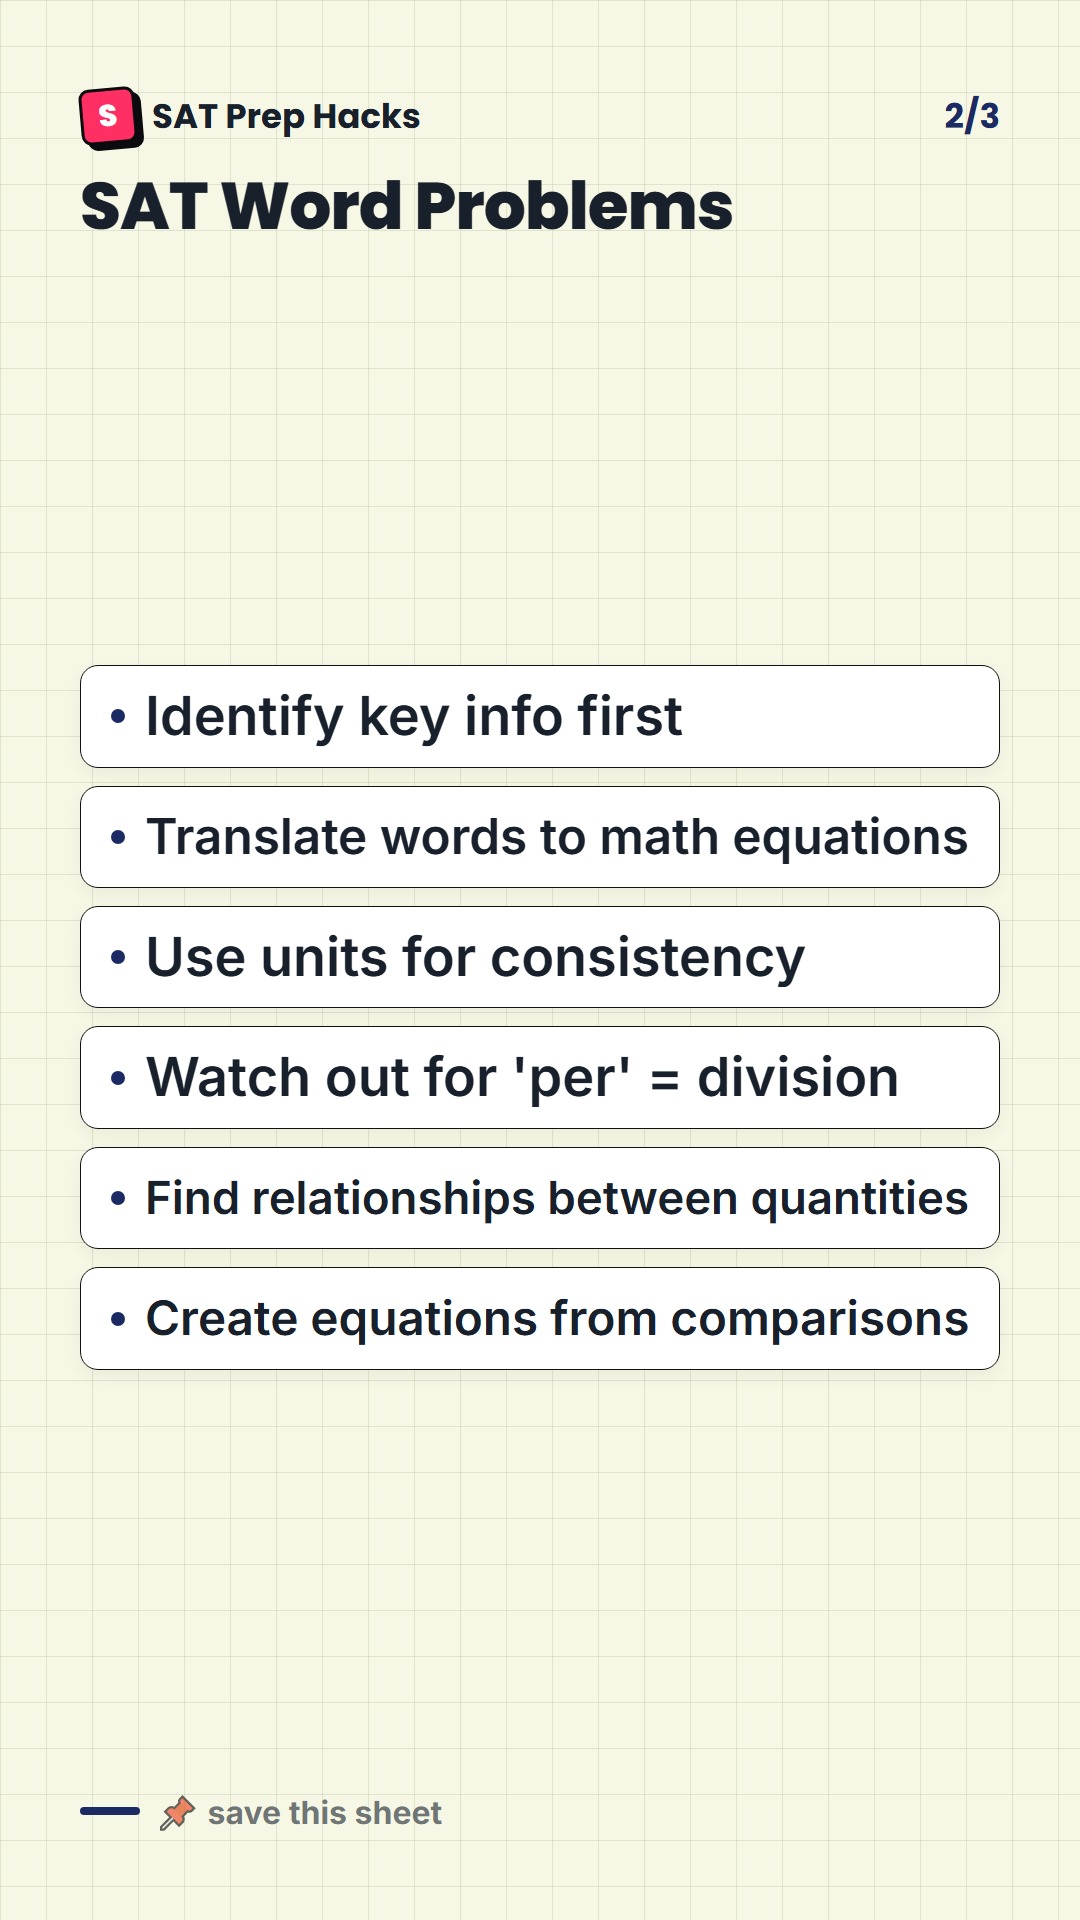 S SAT Prep Hacks 2/3
SAT Word Problems
• Identify key info first
• Translate words to math equations
• Use units for consistency
• Watch out for 'per' = division
• Find relationships between quantities
• Create equations from comparisons
📌 save this sheet